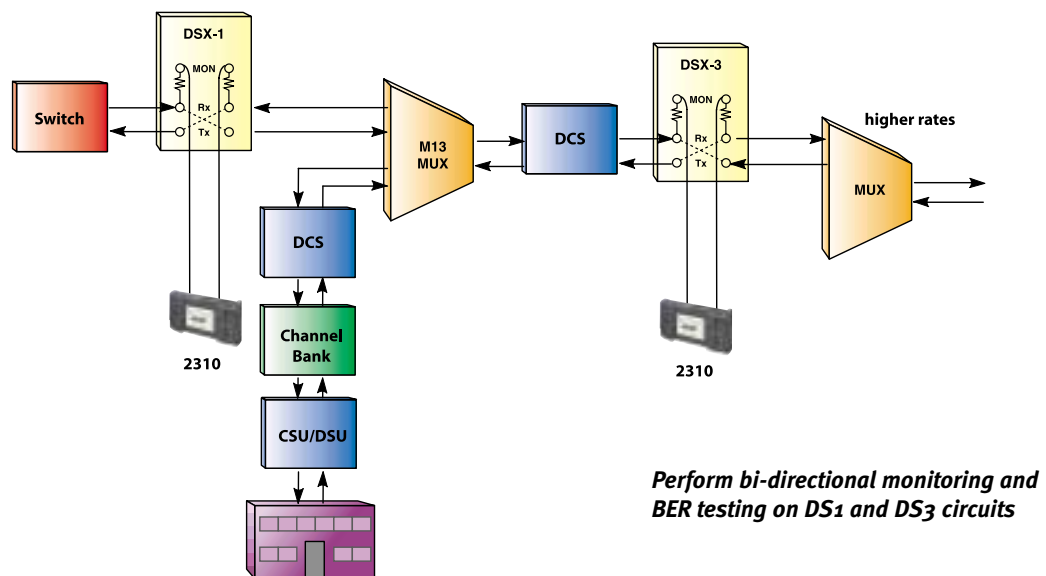 DSX-1
MON
Rx
Tx
Switch
M13
MUX
DCS
DSX-3
MON
Rx
Tx
higher rates
MUX
DCS
2310
Channel
Bank
2310
CSU/DSU
Perform bi-directional monitoring and
BER testing on DS1 and DS3 circuits